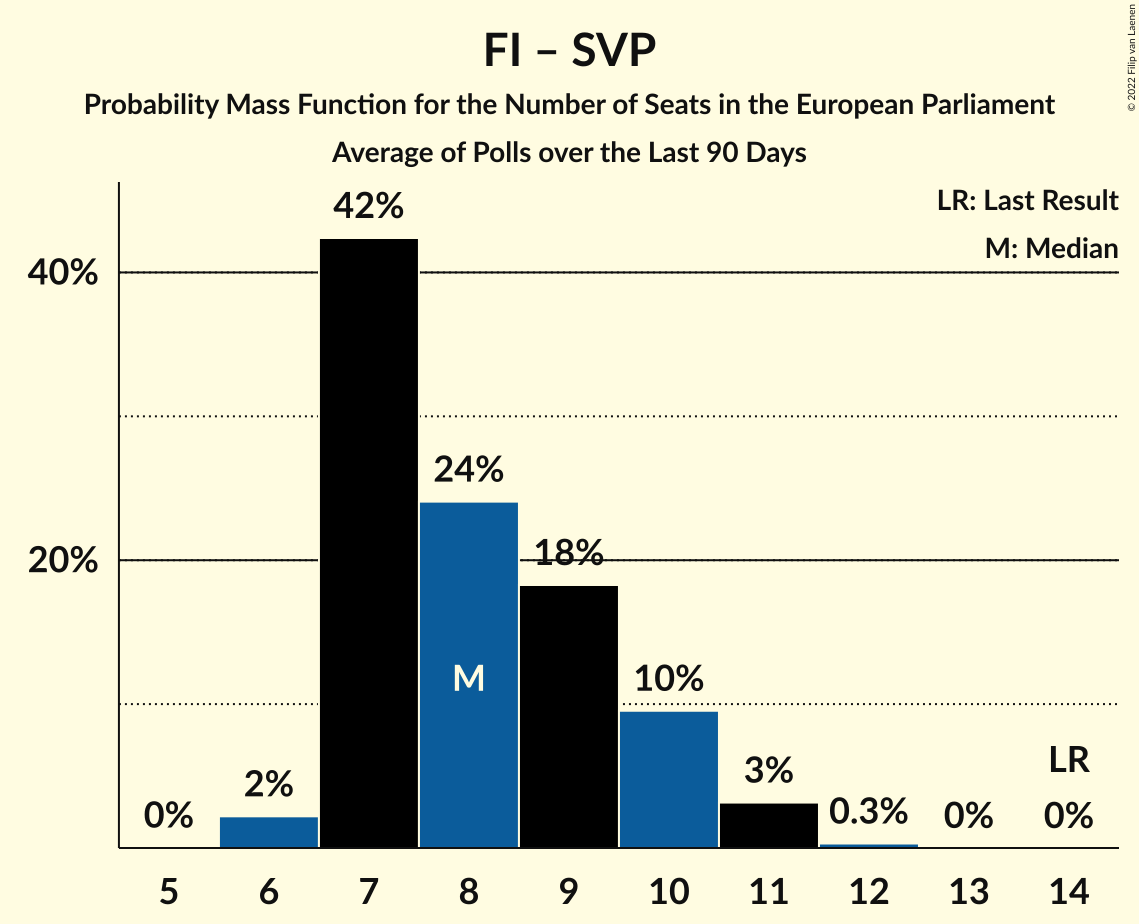 FI – SVP
Probability Mass Function for the Number of Seats in the European Parliament
Average of Polls over the Last 90 Days
© 2022 Filip van Laenen
LR: Last Result
M: Median
40%
20%
0%
2%
42%
24%
18%
10%
3%
0.3%
0%
0%
M
LR
5
6
7
8
9
10
11
12
13
14